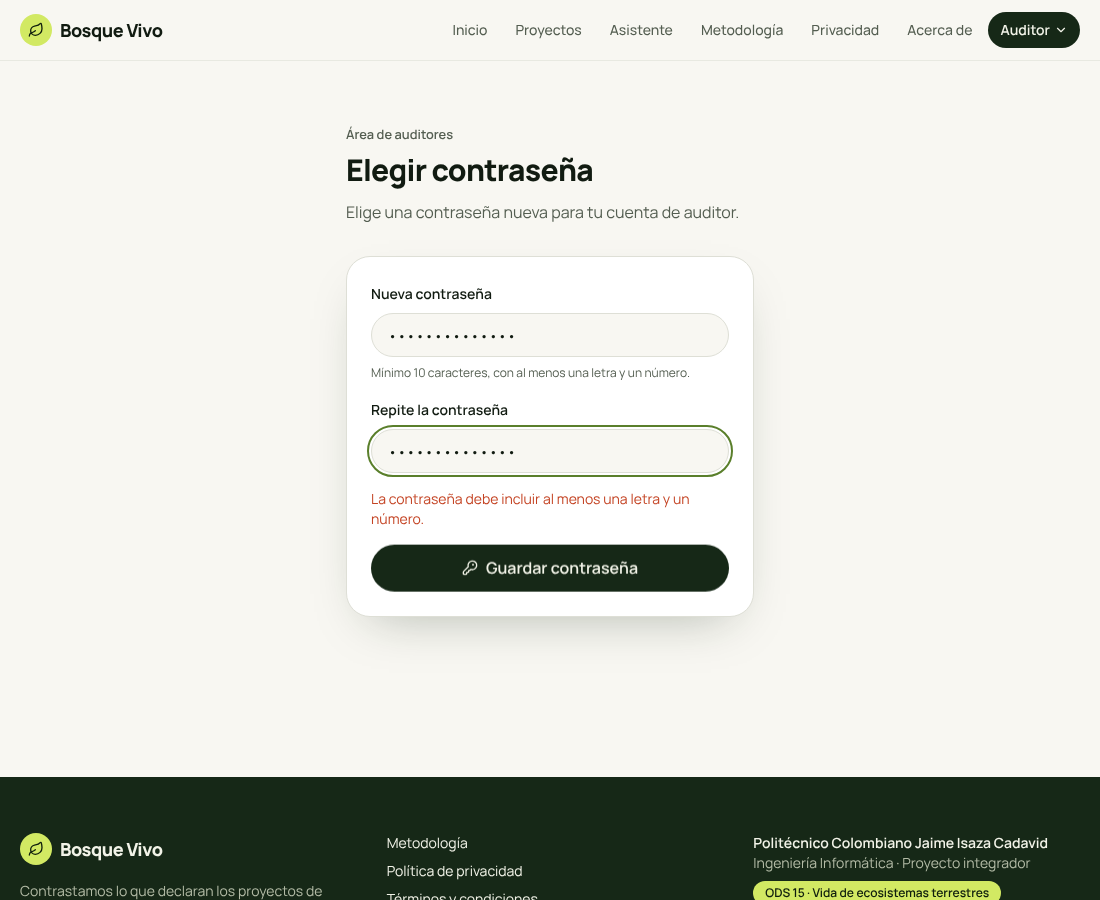 Bosque Vivo
Inicio
Proyectos
Asistente
Metodología
Privacidad
Acerca de
Auditor
Área de auditores
Elegir contraseña
Elige una contraseña nueva para tu cuenta de auditor.
Nueva contraseña
••••••••••••••
Mínimo 10 caracteres, con al menos una letra y un número.
Repite la contraseña
••••••••••••••
La contraseña debe incluir al menos una letra y un
número.
Guardar contraseña
Bosque Vivo
Contrastamos lo que declaran los proyectos de
Metodología
Política de privacidad
Términos y condiciones
Politécnico Colombiano Jaime Isaza Cadavid
Ingeniería Informática · Proyecto integrador
ODS 15 · Vida de ecosistemas terrestres